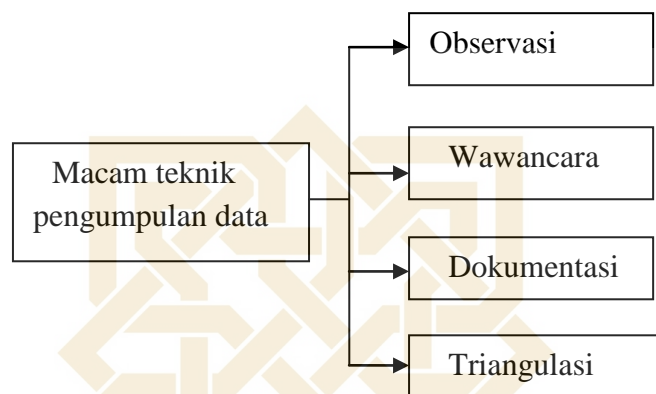 Observasi
Macam teknik
pengumpulan data
Wawancara
Dokumentasi
Triangulasi